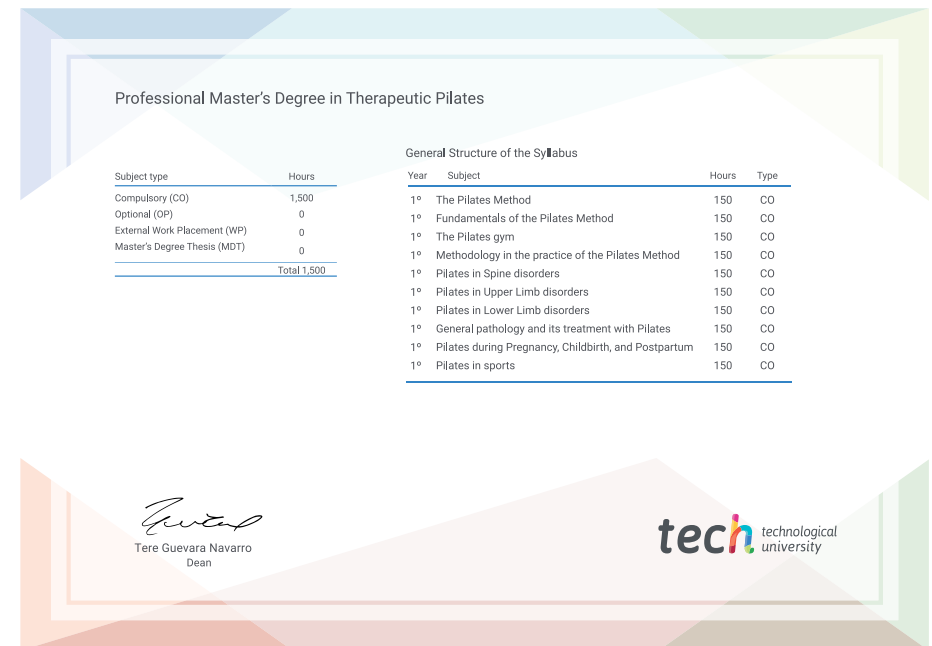 Professional Master's Degree in Therapeutic Pilates
Subject type Hours
Compulsory (CO) 1,500
Optional (OP) 0
External Work Placement (WP) 0
Master's Degree Thesis (MDT) 0
Total 1,500
General Structure of the Syllabus
Year Subject Hours Type
1º The Pilates Method 150 CO
1º Fundamentals of the Pilates Method 150 CO
1º The Pilates gym 150 CO
1º Methodology in the practice of the Pilates Method 150 CO
1º Pilates in Spine disorders 150 CO
1º Pilates in Upper Limb disorders 150 CO
1º Pilates in Lower Limb disorders 150 CO
1º General pathology and its treatment with Pilates 150 CO
1º Pilates during Pregnancy, Childbirth, and Postpartum 150 CO
1º Pilates in sports 150 CO
Tere Guevara Navarro
Dean
tech technological
university